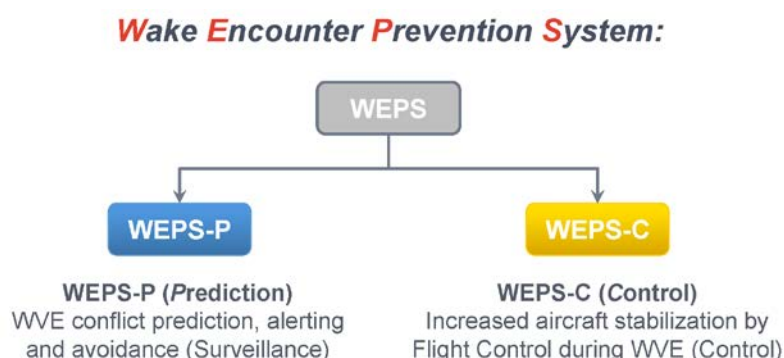 Wake Encounter Prevention System:
WEPS
WEPS-P
WEPS-C
WEPS-P (Prediction)
WVE conflict prediction, alerting
and avoidance (Surveillance)
WEPS-C (Control)
Increased aircraft stabilization by
Flight Control during WVE (Control)